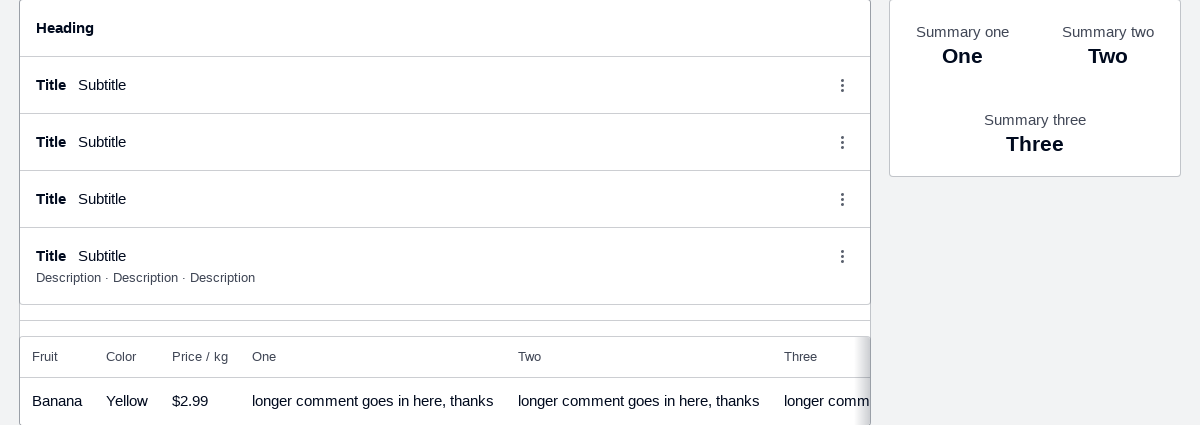 Heading
Title Subtitle
Title Subtitle
Title Subtitle
Title Subtitle
Description · Description · Description
Fruit Color Price / kg One Two Three
Banana Yellow $2.99 longer comment goes in here, thanks longer comment goes in here, thanks longer comm
Summary one Summary two
One Two
Summary three
Three